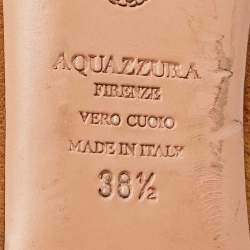 AQUAZZURA
FIRENZE
VERO CUOIO
MADE IN ITALY
38½